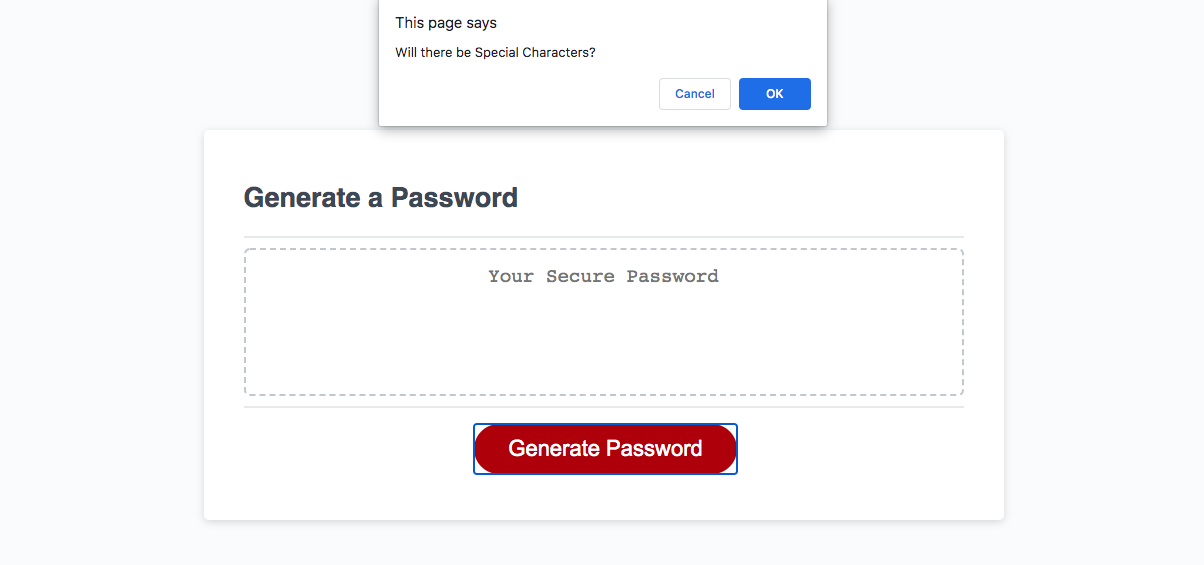 This page says
Will there be Special Characters?
Cancel
OK
Generate a Password
Your Secure Password
Generate Password